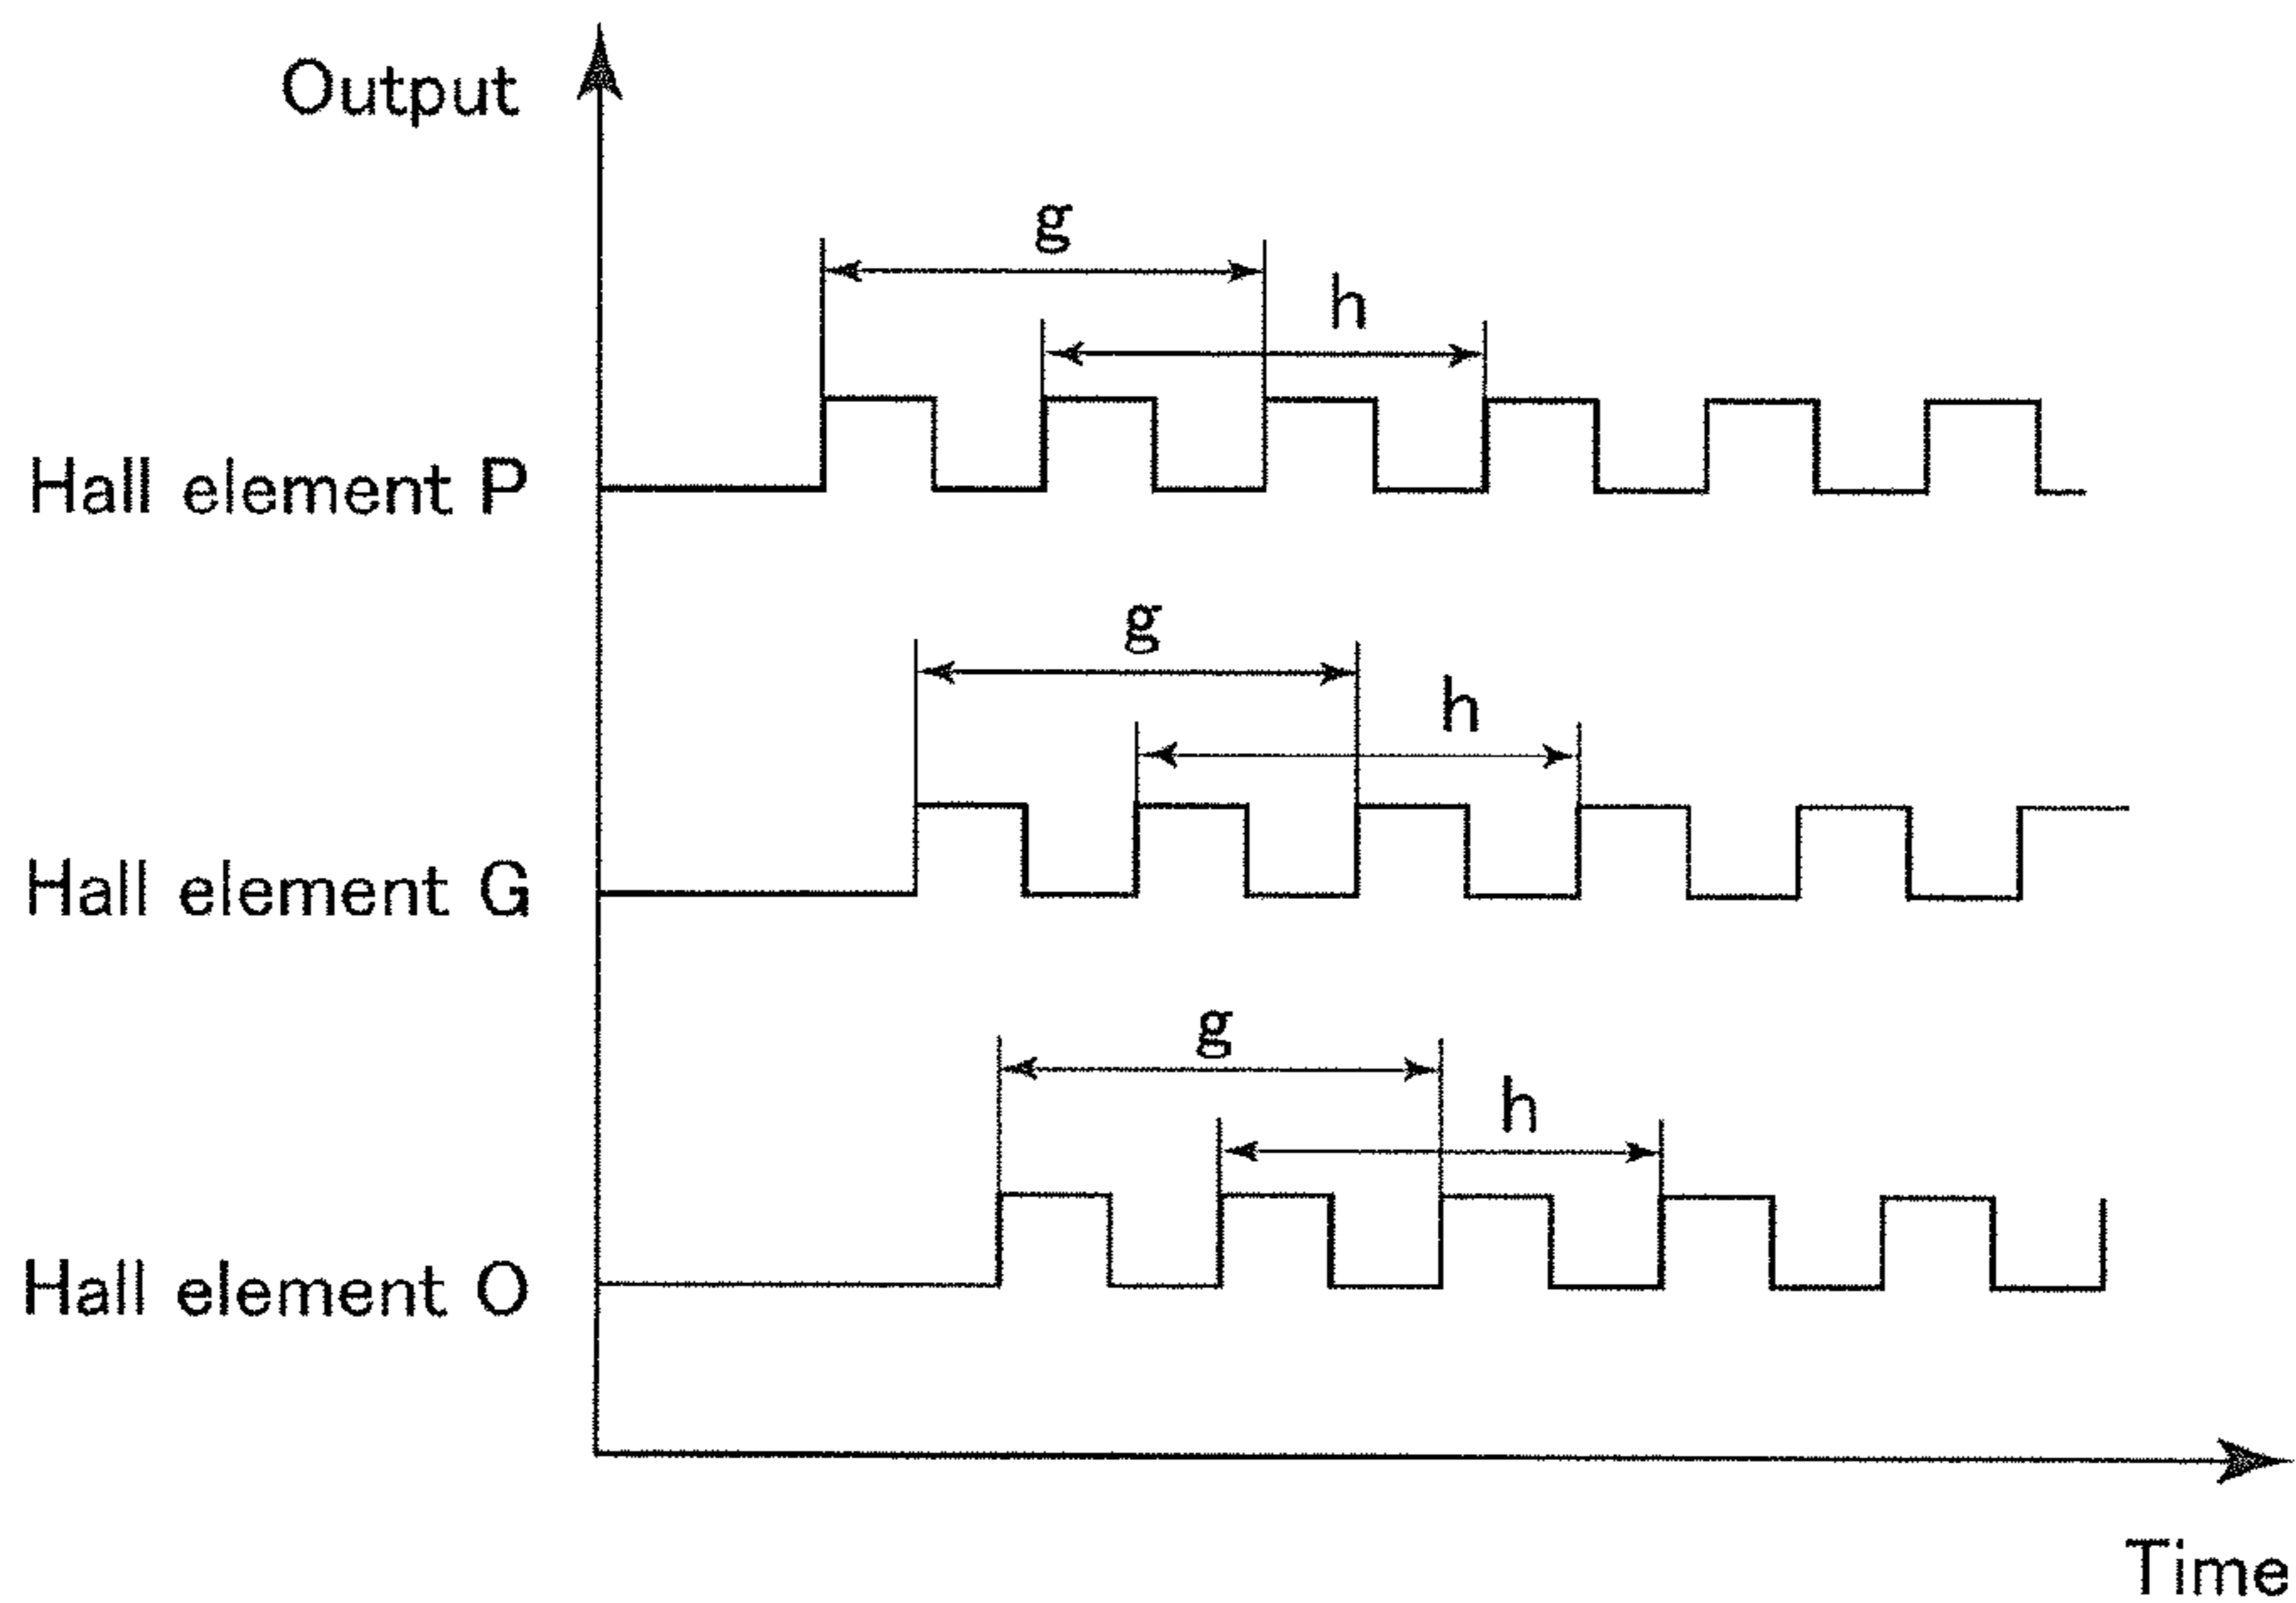 Output
g
h
Hall element P
g
h
Hall element G
g
h
Hall element O
Time